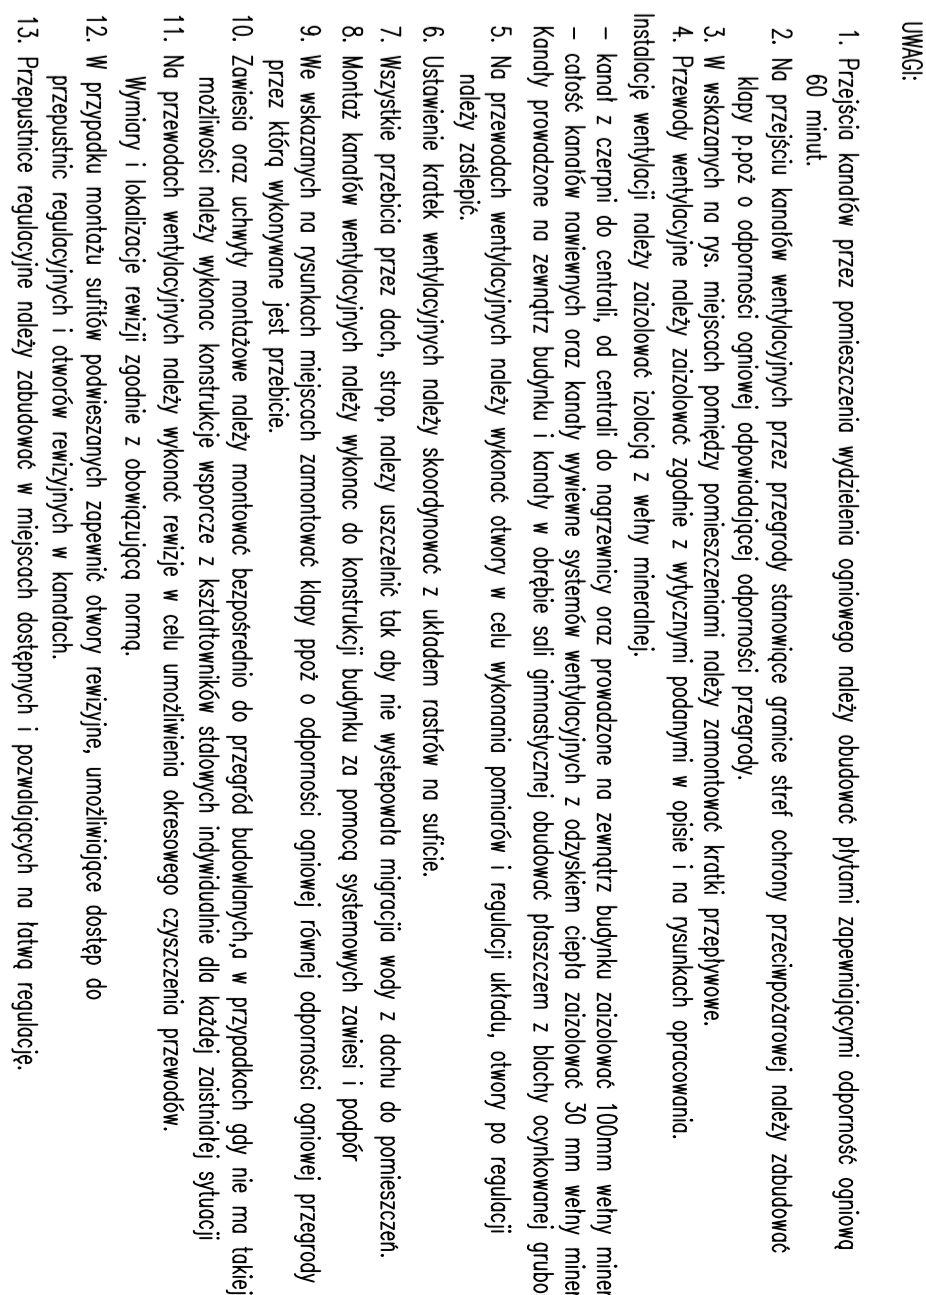 UWAGI:
1. Przejścia kanałów przez pomieszczenia wydzielenia ogniowego należy obudować płytami zapewniającymi odporność ogniową
60 minut.
2. Na przejściu kanałów wentylacyjnych przez przegrody stanowiące granice stref ochrony przeciwpożarowej należy zabudować
klapy p.poż o odporności ogniowej odpowiadającej odporności przegrody.
3. W wskazanych na rys. miejscach pomiędzy pomieszczeniami należy zamontować kratki przepływowe.
4. Przewody wentylacyjne należy zaizolować zgodnie z wytycznymi podanymi w opisie i na rysunkach opracowania.
Instalację wentylacji należy zaizolować izolacją z wełny mineralnej.
- kanał z czerpni do centrali, od centrali do nagrzewnicy oraz prowadzone na zewnątrz budynku zaizolować 100mm wełny miner
- całość kanałów nawiewnych oraz kanały wywiewne systemów wentylacyjnych z odzyskiem ciepła zaizolować 30 mm wełny miner
Kanały prowadzone na zewnątrz budynku i kanały w obrębie sali gimnastycznej obudować płaszczem z blachy ocynkowanej grubo
5. Na przewodach wentylacyjnych należy wykonać otwory w celu wykonania pomiarów i regulacji układu, otwory po regulacji
należy zaślepić.
6. Ustawienie kratek wentylacyjnych należy skoordynować z układem rastrów na suficie.
7. Wszystkie przebicia przez dach, strop, nalezy uszczelnić tak aby nie wystepowała migracjia wody z dachu do pomieszczeń.
8. Montaż kanałów wentylacyjnych należy wykonac do konstrukcji budynku za pomocą systemowych zawiesi i podpór
9. We wskazanych na rysunkach miejscach zamontować klapy ppoż o odporności ogniowej równej odporności ogniowej przegrody
przez którą wykonywane jest przebicie.
10. Zawiesia oraz uchwyty montażowe należy montować bezpośrednio do przegród budowlanych,a w przypadkach gdy nie ma takiej
możliwości należy wykonac konstrukcje wsporcze z kształtowników stalowych indywidualnie dla każdej zaistniałej sytuacji
11. Na przewodach wentylacyjnych należy wykonać rewizje w celu umożliwienia okresowego czyszczenia przewodów.
Wymiary i lokalizacje rewizji zgodnie z obowiązującą normą.
12. W przypadku montażu sufitów podwieszanych zapewnić otwory rewizyjne, umożliwiające dostęp do
przepustnic regulacyjnych i otworów rewizyjnych w kanałach.
13. Przepustnice regulacyjne należy zabudować w miejscach dostępnych i pozwalających na łatwą regulację.